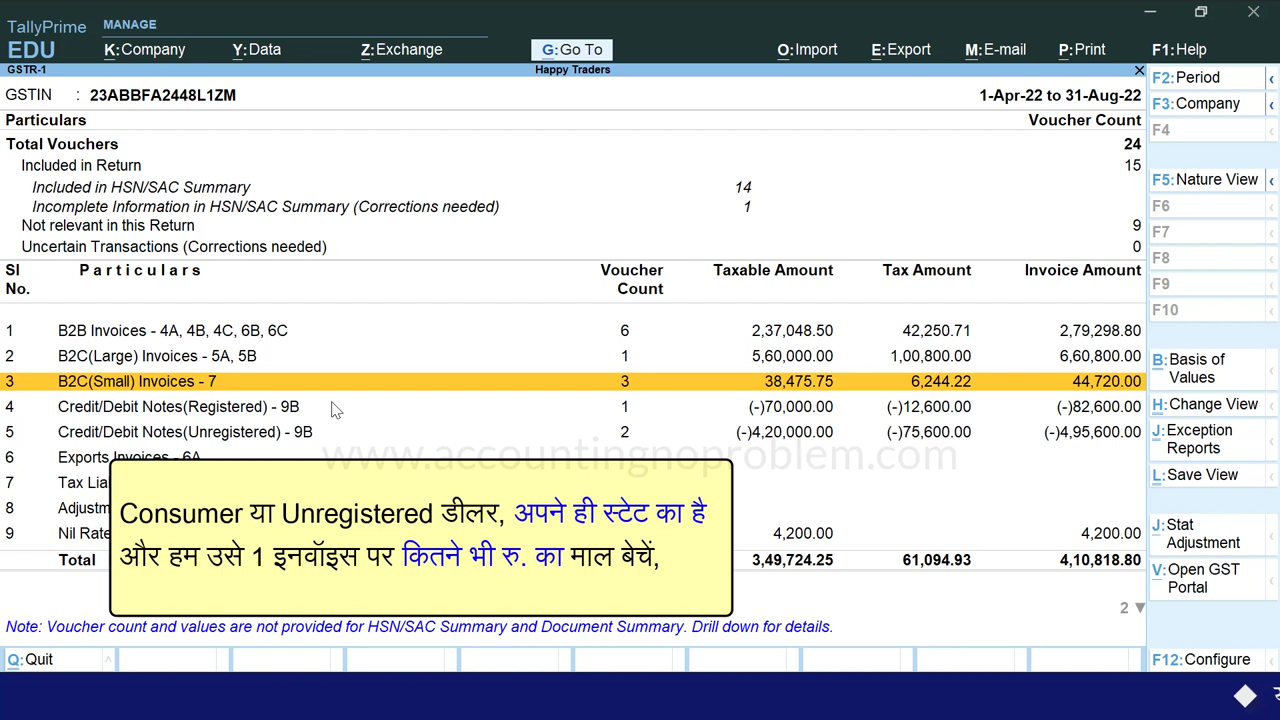 TallyPrime
EDU
MANAGE
K:Company Y:Data Z:Exchange G:Go To O:Import E:Export M:E-mail P:Print F1:Help
GSTR-1 Happy Traders
GSTIN : 23ABBFA2448L1ZM 1-Apr-22 to 31-Aug-22
Particulars Voucher Count
Total Vouchers 24
Included in Return 15
Included in HSN/SAC Summary 14
Incomplete Information in HSN/SAC Summary (Corrections needed) 1
Not relevant in this Return 9
Uncertain Transactions (Corrections needed) 0
Sl Particulars Voucher Taxable Amount Tax Amount Invoice Amount
No. Count
1 B2B Invoices - 4A, 4B, 4C, 6B, 6C 6 2,37,048.50 42,250.71 2,79,298.80
2 B2C(Large) Invoices - 5A, 5B 1 5,60,000.00 1,00,800.00 6,60,800.00
3 B2C(Small) Invoices - 7 3 38,475.75 6,244.22 44,720.00
4 Credit/Debit Notes(Registered) - 9B 1 (-)70,000.00 (-)12,600.00 (-)82,600.00
5 Credit/Debit Notes(Unregistered) - 9B 2 (-)4,20,000.00 (-)75,600.00 (-)4,95,600.00
www.accountingnoproblem.com
6 Exports Invoices - 6A
7 Tax Lia
8 Adjustm
9 Nil Rate 4,200.00 4,200.00
Total 3,49,724.25 61,094.93 4,10,818.80
Consumer या Unregistered डीलर, अपने ही स्टेट का है
और हम उसे 1 इनवॉइस पर कितने भी रु. का माल बेचें,
2
Note: Voucher count and values are not provided for HSN/SAC Summary and Document Summary. Drill down for details.
Q:Quit
F2:Period
F3:Company
F4
F5:Nature View
F6
F7
F8
F9
F10
B:Basis of
Values
H:Change View
J:Exception
Reports
L:Save View
J:Stat
Adjustment
V:Open GST
Portal
F12:Configure